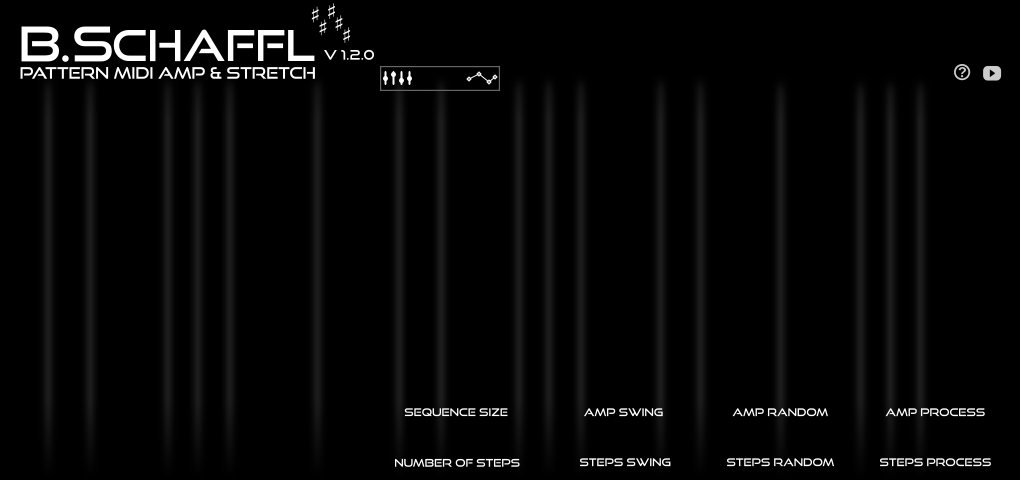 B.SCHAFFL V 1.2.0
PATTERN MIDI AMP & STRETCH
SEQUENCE SIZE AMP SWING AMP RANDOM AMP PROCESS
NUMBER OF STEPS STEPS SWING STEPS RANDOM STEPS PROCESS